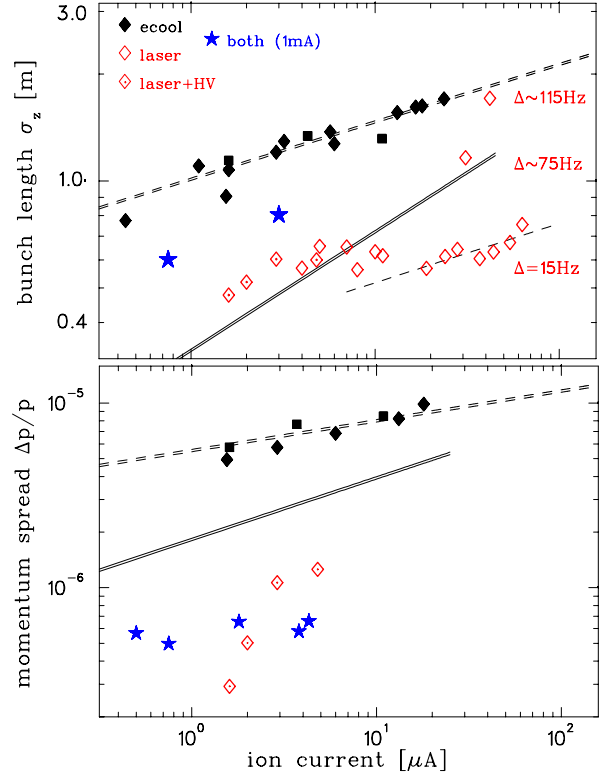 3.0
1.0
0.4
bunch length σz [m]
ecool
laser
laser+HV
both (1mA)
Δ~115Hz
Δ~75Hz
Δ=15Hz
10⁻⁵
10⁻⁶
momentum spread Δp/p
10⁰ 10¹ 10²
ion current [μA]